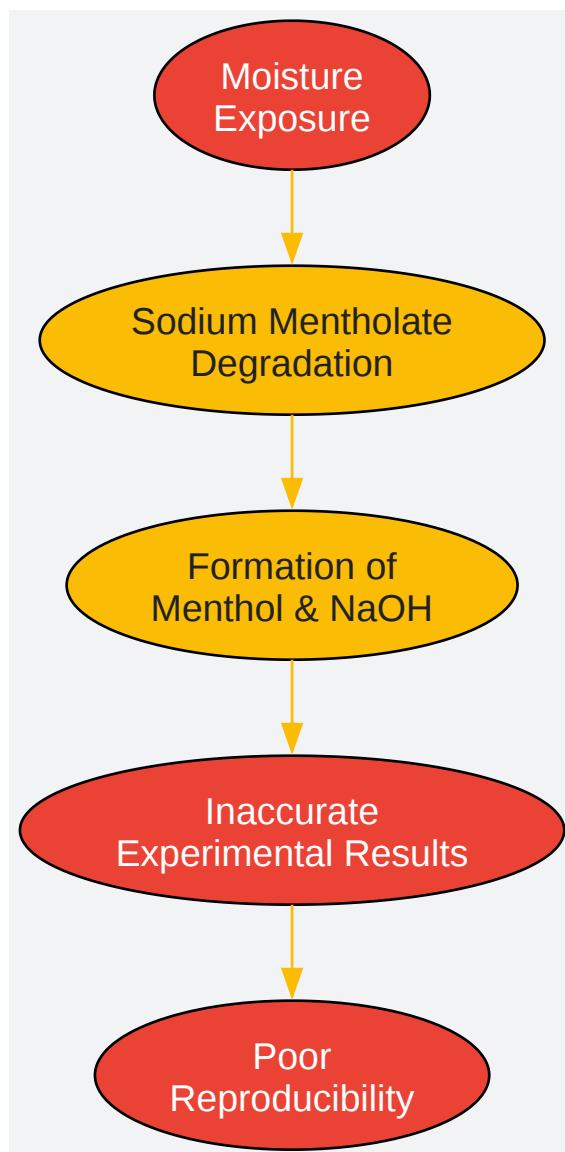 Moisture
Exposure
Sodium Mentholate
Degradation
Formation of
Menthol & NaOH
Inaccurate
Experimental Results
Poor
Reproducibility